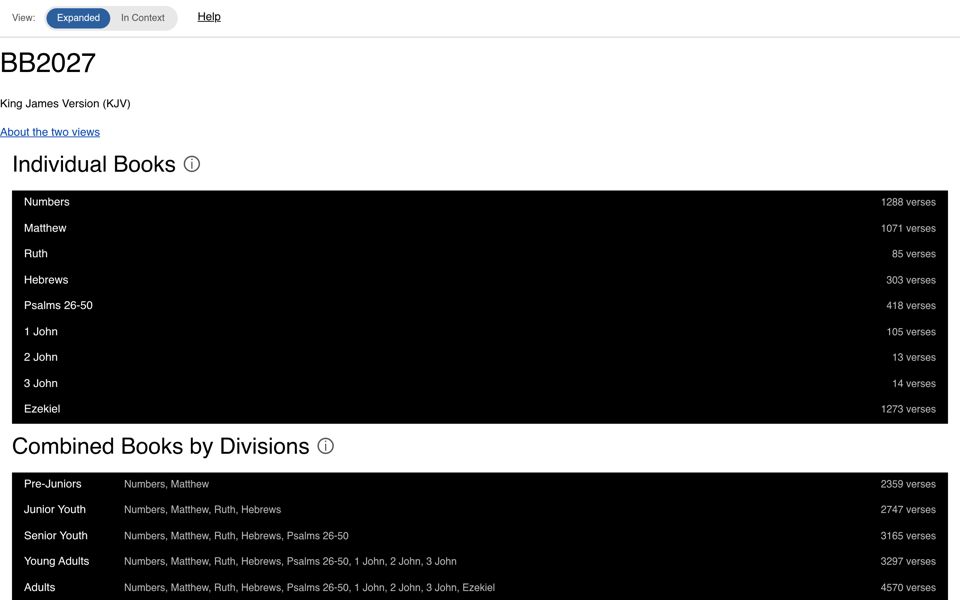 View: Expanded In Context Help
BB2027
King James Version (KJV)
About the two views
Individual Books
Numbers 1288 verses
Matthew 1071 verses
Ruth 85 verses
Hebrews 303 verses
Psalms 26-50 418 verses
1 John 105 verses
2 John 13 verses
3 John 14 verses
Ezekiel 1273 verses
Combined Books by Divisions
Pre-Juniors Numbers, Matthew 2359 verses
Junior Youth Numbers, Matthew, Ruth, Hebrews 2747 verses
Senior Youth Numbers, Matthew, Ruth, Hebrews, Psalms 26-50 3165 verses
Young Adults Numbers, Matthew, Ruth, Hebrews, Psalms 26-50, 1 John, 2 John, 3 John 3297 verses
Adults Numbers, Matthew, Ruth, Hebrews, Psalms 26-50, 1 John, 2 John, 3 John, Ezekiel 4570 verses